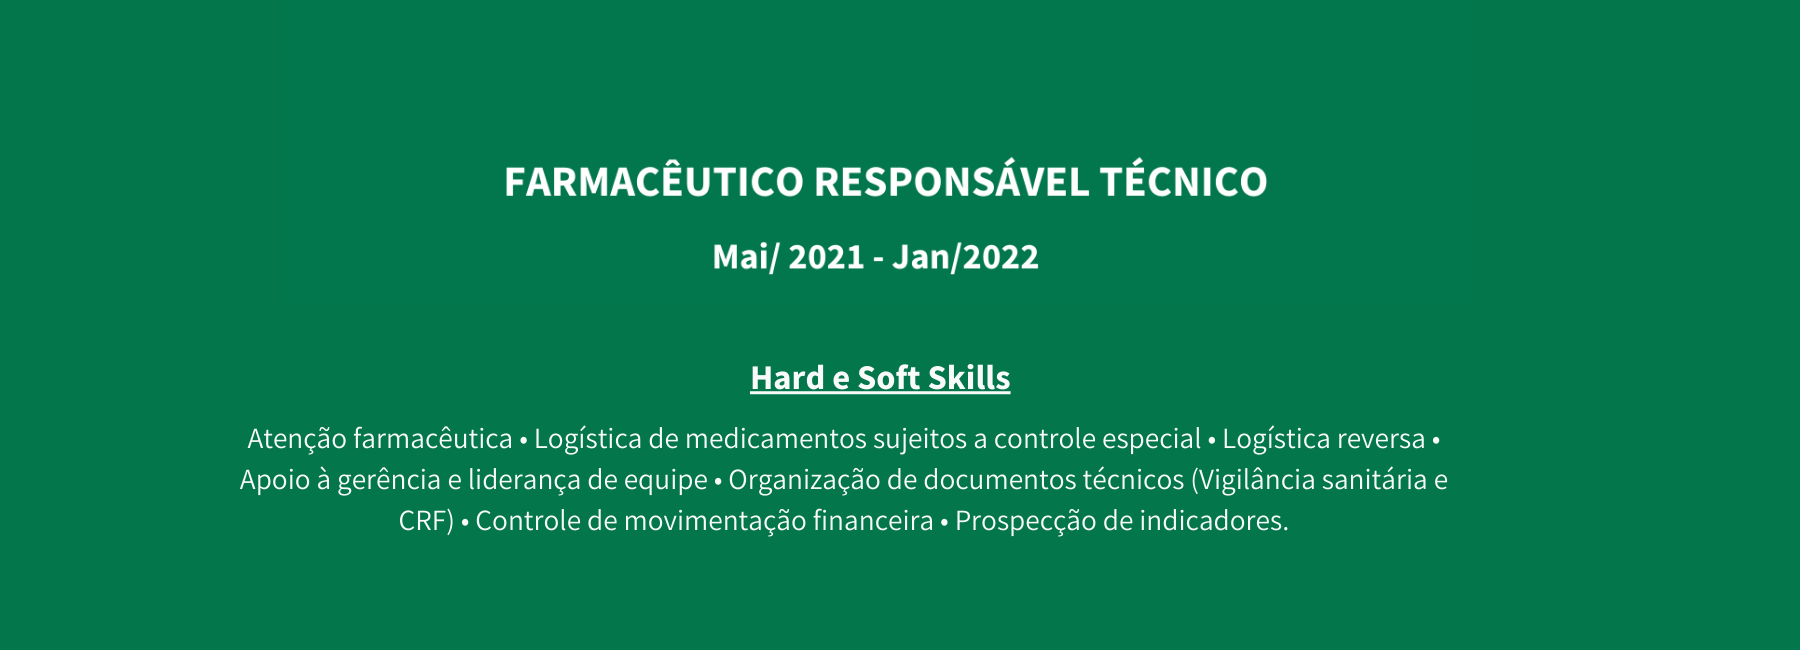 FARMACÊUTICO RESPONSÁVEL TÉCNICO
Mai/ 2021 - Jan/2022
Hard e Soft Skills
Atenção farmacêutica • Logística de medicamentos sujeitos a controle especial • Logística reversa •
Apoio à gerência e liderança de equipe • Organização de documentos técnicos (Vigilância sanitária e
CRF) • Controle de movimentação financeira • Prospecção de indicadores.